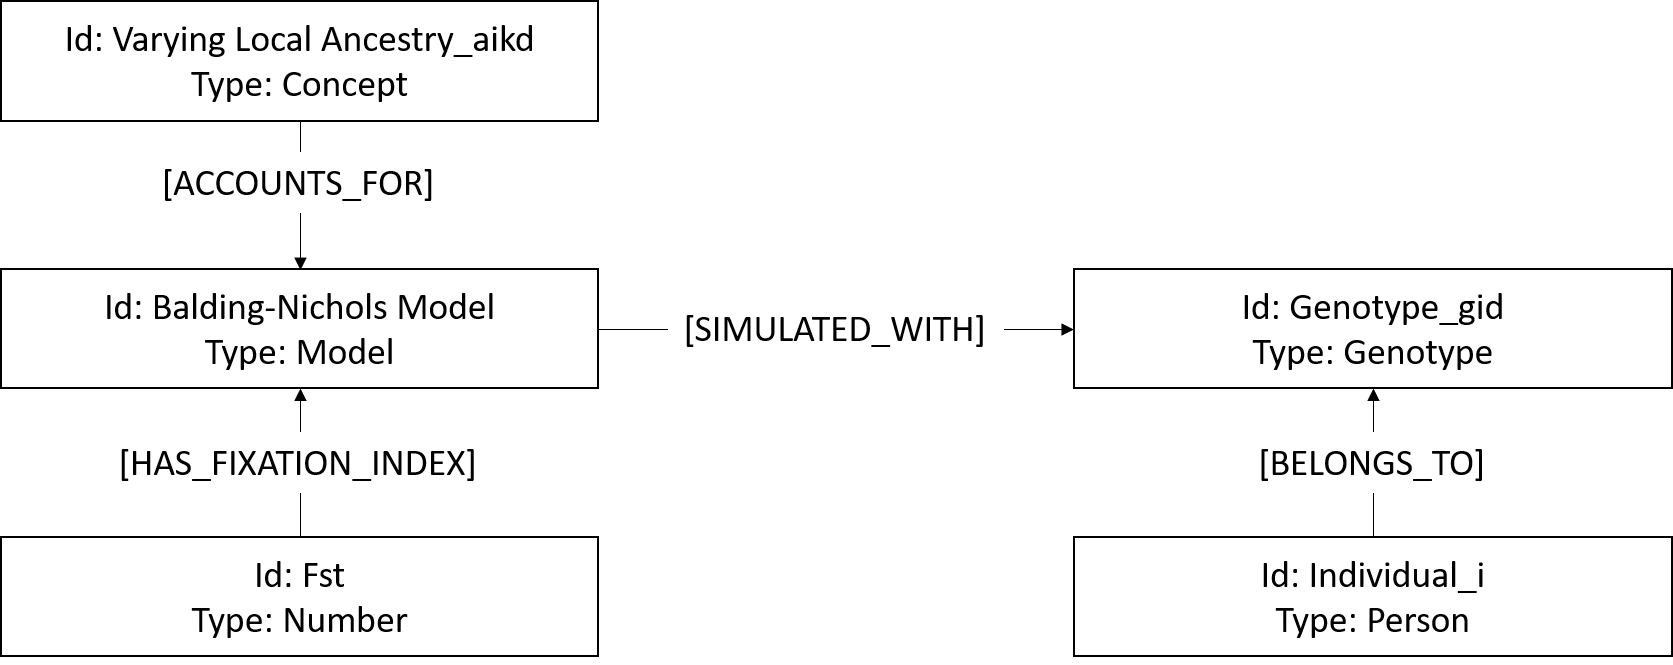 Id: Varying Local Ancestry_aikd
Type: Concept
[ACCOUNTS_FOR]
Id: Balding-Nichols Model
Type: Model
[SIMULATED_WITH]
Id: Genotype_gid
Type: Genotype
[HAS_FIXATION_INDEX]
[BELONGS_TO]
Id: Fst
Type: Number
Id: Individual_i
Type: Person